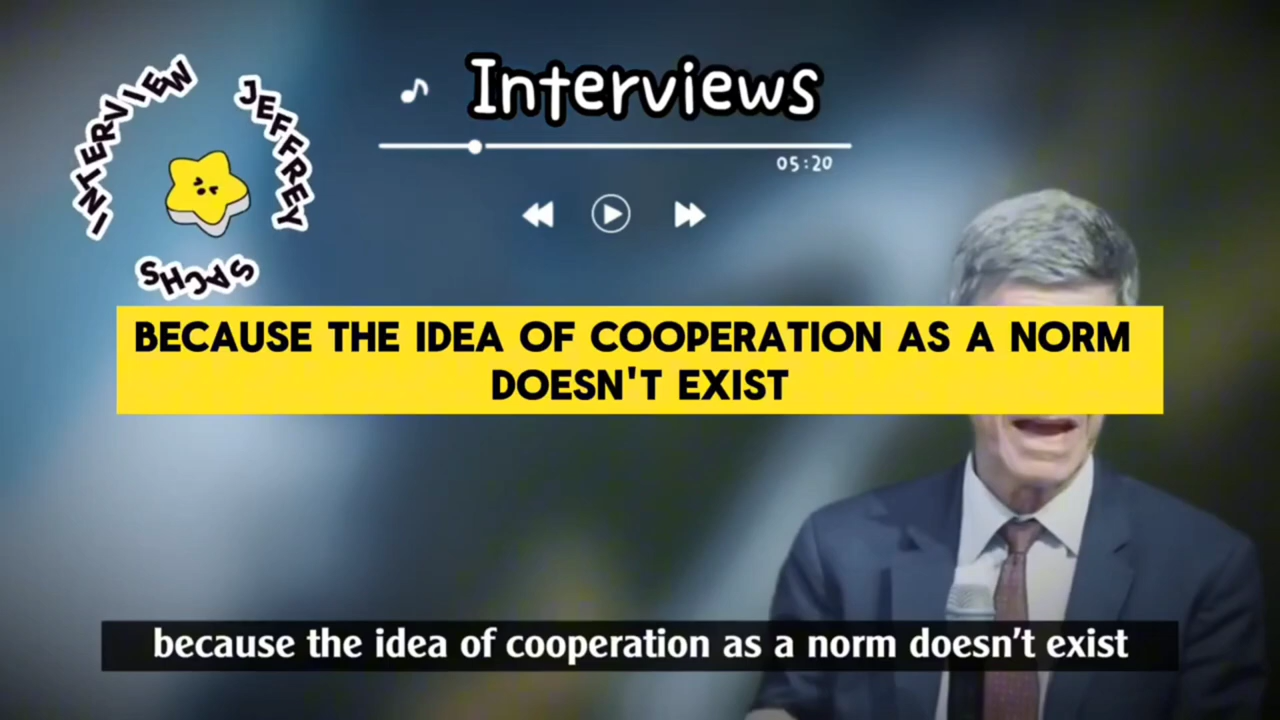 INTERVIEW
JEFFREY
SACHS
Interviews
05:20
BECAUSE THE IDEA OF COOPERATION AS A NORM
DOESN'T EXIST
because the idea of cooperation as a norm doesn't exist